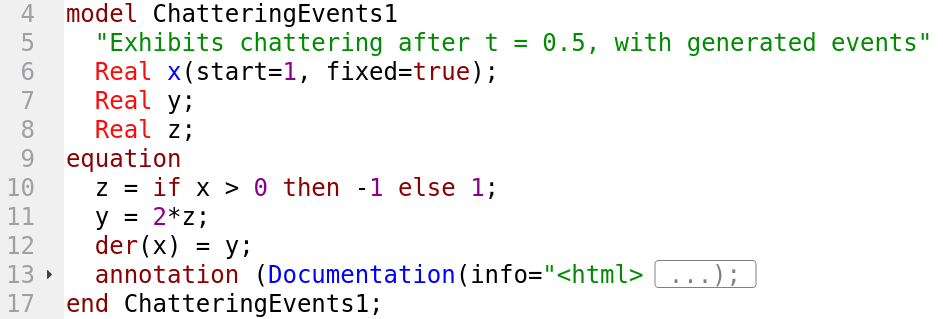 4 model ChatteringEvents1
5   "Exhibits chattering after t = 0.5, with generated events"
6   Real x(start=1, fixed=true);
7   Real y;
8   Real z;
9 equation
10   z = if x > 0 then -1 else 1;
11   y = 2*z;
12   der(x) = y;
13   annotation (Documentation(info="<html> ...);
17 end ChatteringEvents1;